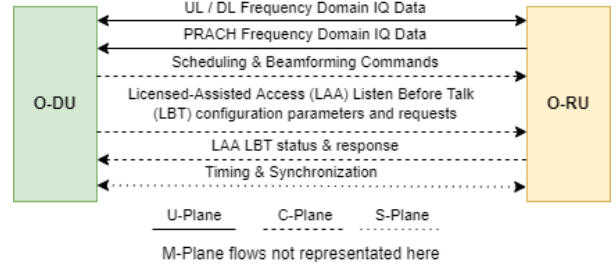 UL / DL Frequency Domain IQ Data
PRACH Frequency Domain IQ Data
Scheduling & Beamforming Commands
O-DU
Licensed-Assisted Access (LAA) Listen Before Talk
(LBT) configuration parameters and requests
O-RU
LAA LBT status & response
Timing & Synchronization
U-Plane
C-Plane
S-Plane
M-Plane flows not represented here